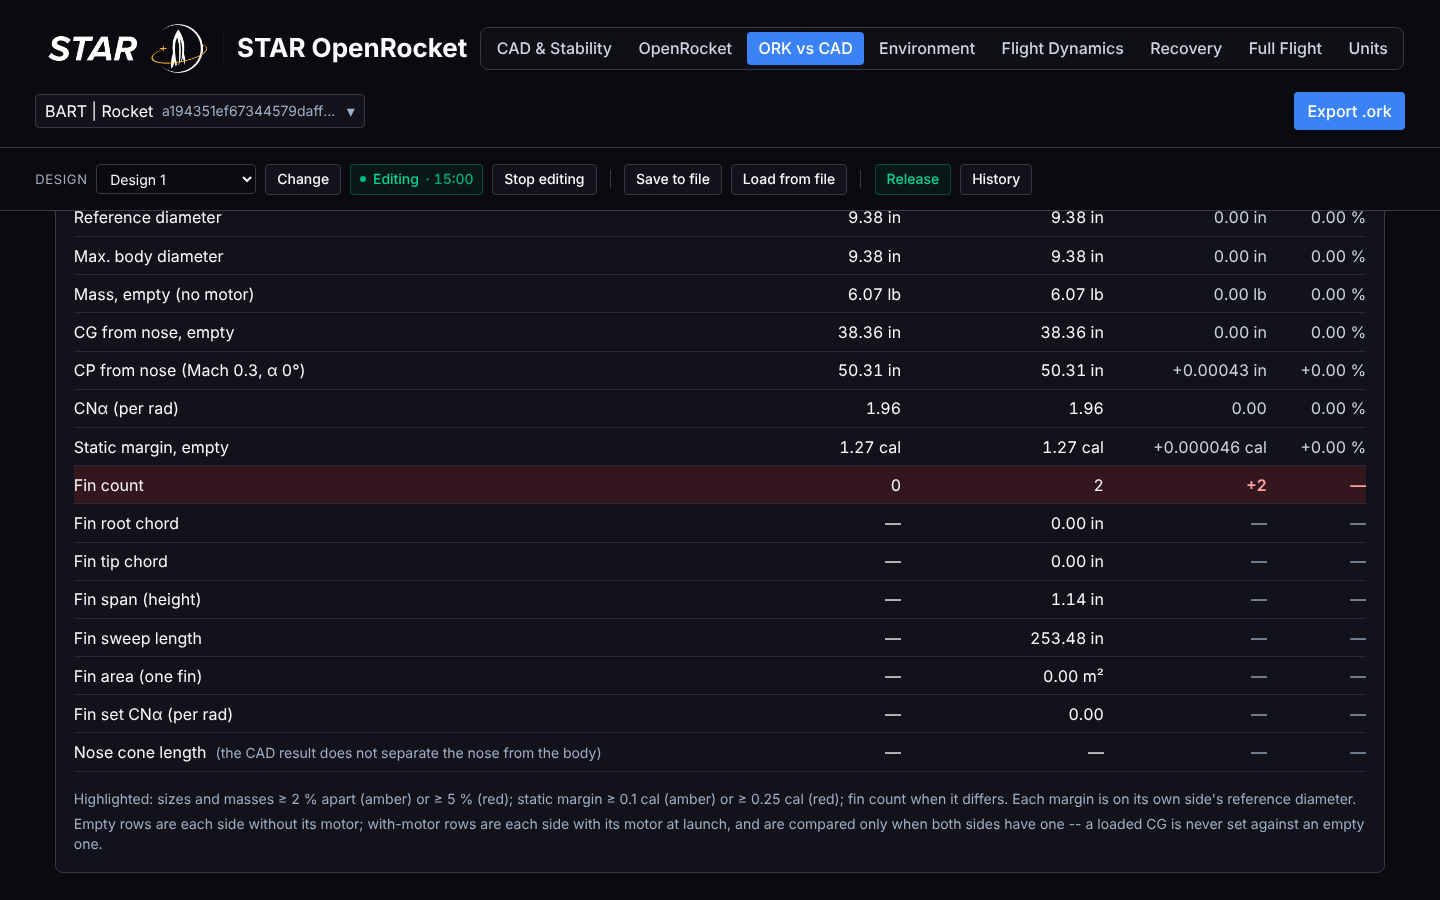 STAR STAR OpenRocket CAD & Stability OpenRocket ORK vs CAD Environment Flight Dynamics Recovery Full Flight Units
BART | Rocket a194351ef67344579daff... ▾ Export .ork
DESIGN Design 1 Change • Editing · 15:00 Stop editing Save to file Load from file Release History
Reference diameter 9.38 in 9.38 in 0.00 in 0.00 %
Max. body diameter 9.38 in 9.38 in 0.00 in 0.00 %
Mass, empty (no motor) 6.07 lb 6.07 lb 0.00 lb 0.00 %
CG from nose, empty 38.36 in 38.36 in 0.00 in 0.00 %
CP from nose (Mach 0.3, α 0°) 50.31 in 50.31 in +0.00043 in +0.00 %
CNα (per rad) 1.96 1.96 0.00 0.00 %
Static margin, empty 1.27 cal 1.27 cal +0.000046 cal +0.00 %
Fin count 0 2 +2 —
Fin root chord — 0.00 in — —
Fin tip chord — 0.00 in — —
Fin span (height) — 1.14 in — —
Fin sweep length — 253.48 in — —
Fin area (one fin) — 0.00 m² — —
Fin set CNα (per rad) — 0.00 — —
Nose cone length (the CAD result does not separate the nose from the body) — — — —
Highlighted: sizes and masses ≥ 2 % apart (amber) or ≥ 5 % (red); static margin ≥ 0.1 cal (amber) or ≥ 0.25 cal (red); fin count when it differs. Each margin is on its own side's reference diameter.
Empty rows are each side without its motor; with-motor rows are each side with its motor at launch, and are compared only when both sides have one -- a loaded CG is never set against an empty
one.